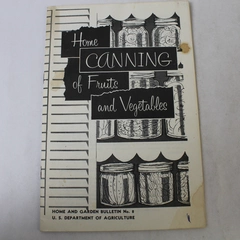 Home
CANNING
of Fruits
and Vegetables
HOME AND GARDEN BULLETIN No. 8
U. S. DEPARTMENT OF AGRICULTURE